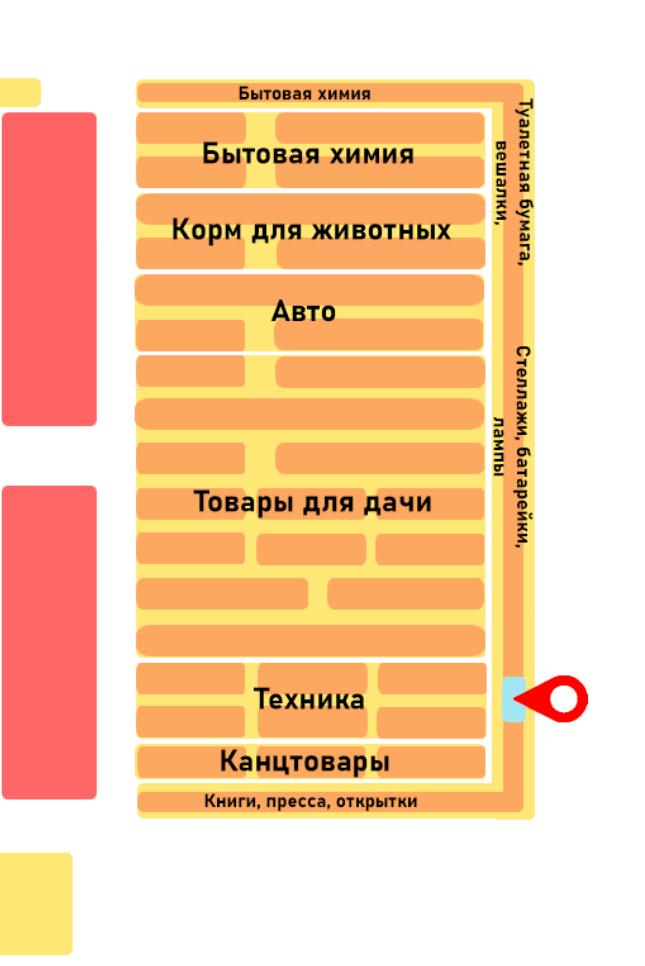 Бытовая химия
Бытовая химия
Корм для животных
Авто
Товары для дачи
Техника
Канцтовары
Книги, пресса, открытки
Туалетная бумага,
вешалки,
Стеллажи, батарейки,
лампы